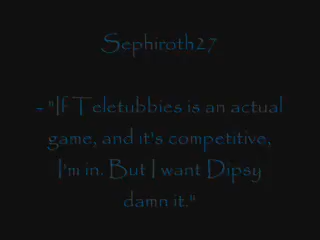 Sephiroth27
- "If Teletubbies is an actual
game, and it's competitive,
I'm in. But I want Dipsy
damn it."